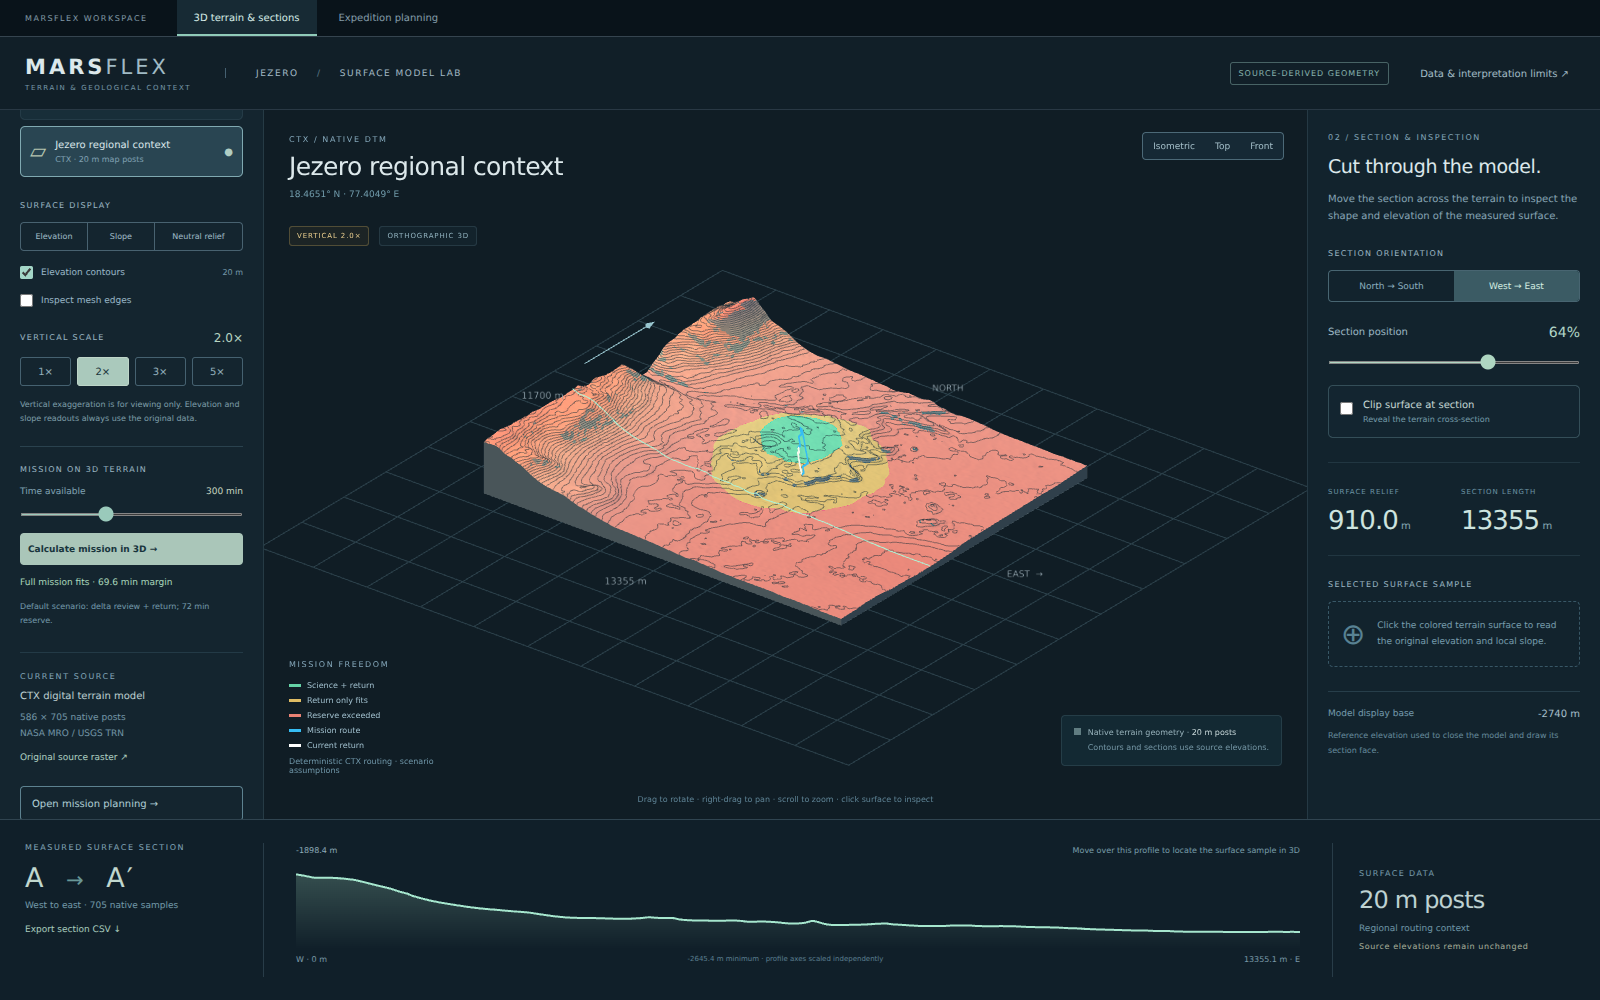 MARSFLEX WORKSPACE
3D terrain & sections
Expedition planning
MARSFLEX
TERRAIN & GEOLOGICAL CONTEXT
JEZERO / SURFACE MODEL LAB
SOURCE-DERIVED GEOMETRY
Data & interpretation limits ↗
Jezero regional context
CTX · 20 m map posts
SURFACE DISPLAY
Elevation
Slope
Neutral relief
Elevation contours
20 m
Inspect mesh edges
VERTICAL SCALE
2.0×
1×
2×
3×
5×
Vertical exaggeration is for viewing only. Elevation and
slope readouts always use the original data.
MISSION ON 3D TERRAIN
Time available
300 min
Calculate mission in 3D →
Full mission fits · 69.6 min margin
Default scenario: delta review + return; 72 min
reserve.
CURRENT SOURCE
CTX digital terrain model
586 × 705 native posts
NASA MRO / USGS TRN
Original source raster ↗
Open mission planning →
CTX / NATIVE DTM
Jezero regional context
18.4651° N · 77.4049° E
VERTICAL 2.0×
ORTHOGRAPHIC 3D
Isometric
Top
Front
11700 m
NORTH
13355 m
EAST →
MISSION FREEDOM
Science + return
Return only fits
Reserve exceeded
Mission route
Current return
Deterministic CTX routing · scenario
assumptions
Native terrain geometry · 20 m posts
Contours and sections use source elevations.
Drag to rotate · right-drag to pan · scroll to zoom · click surface to inspect
02 / SECTION & INSPECTION
Cut through the model.
Move the section across the terrain to inspect the
shape and elevation of the measured surface.
SECTION ORIENTATION
North → South
West → East
Section position
64%
Clip surface at section
Reveal the terrain cross-section
SURFACE RELIEF
910.0 m
SECTION LENGTH
13355 m
SELECTED SURFACE SAMPLE
Click the colored terrain surface to read
the original elevation and local slope.
Model display base
-2740 m
Reference elevation used to close the model and draw its
section face.
MEASURED SURFACE SECTION
A → A′
West to east · 705 native samples
Export section CSV ↓
-1898.4 m
Move over this profile to locate the surface sample in 3D
W · 0 m
-2645.4 m minimum · profile axes scaled independently
13355.1 m · E
SURFACE DATA
20 m posts
Regional routing context
Source elevations remain unchanged